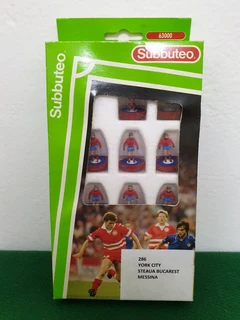 63000
Subbuteo
Subbuteo
286
YORK CITY
STEAUA BUCAREST
MESSINA